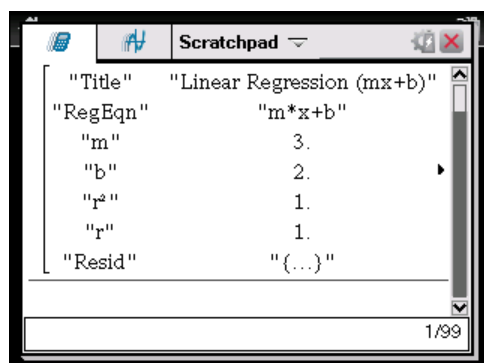 Scratchpad
"Title" "Linear Regression (mx+b)"
"RegEqn" "m*x+b"
"m" 3.
"b" 2.
"r²" 1.
"r" 1.
"Resid" "{...}"
1/99